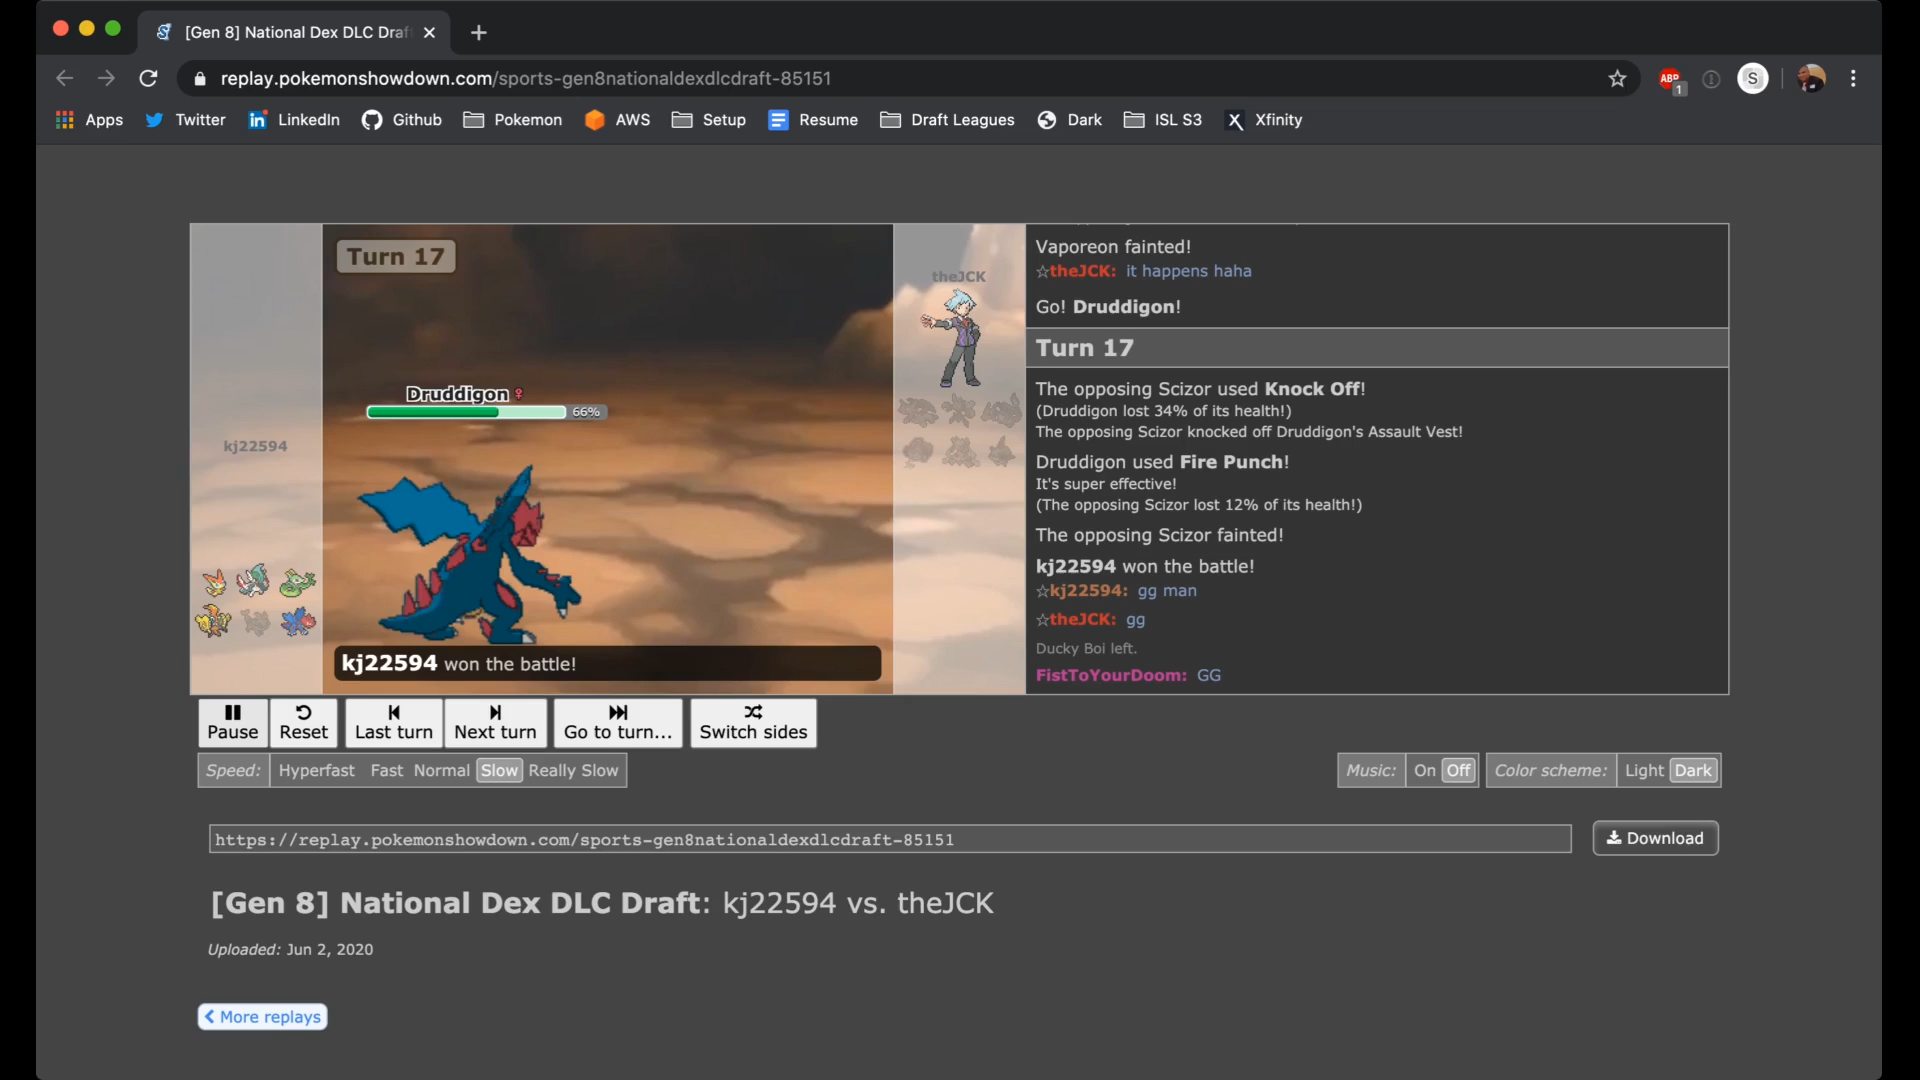 [Gen 8] National Dex DLC Draf
replay.pokemonshowdown.com/sports-gen8nationaldexdlcdraft-85151
ABP
1
S
Apps
Twitter
LinkedIn
Github
Pokemon
AWS
Setup
Resume
Draft Leagues
Dark
ISL S3
Xfinity
Turn 17
Druddigon ♀
66%
kj22594
kj22594 won the battle!
theJCK
Vaporeon fainted!
☆theJCK: it happens haha
Go! Druddigon!
Turn 17
The opposing Scizor used Knock Off!
(Druddigon lost 34% of its health!)
The opposing Scizor knocked off Druddigon's Assault Vest!
Druddigon used Fire Punch!
It's super effective!
(The opposing Scizor lost 12% of its health!)
The opposing Scizor fainted!
kj22594 won the battle!
☆kj22594: gg man
☆theJCK: gg
Ducky Boi left.
FistToYourDoom: GG
Pause
Reset
Last turn
Next turn
Go to turn...
Switch sides
Speed: Hyperfast Fast Normal Slow Really Slow
Music: On Off
Color scheme: Light Dark
https://replay.pokemonshowdown.com/sports-gen8nationaldexdlcdraft-85151
Download
[Gen 8] National Dex DLC Draft: kj22594 vs. theJCK
Uploaded: Jun 2, 2020
More replays